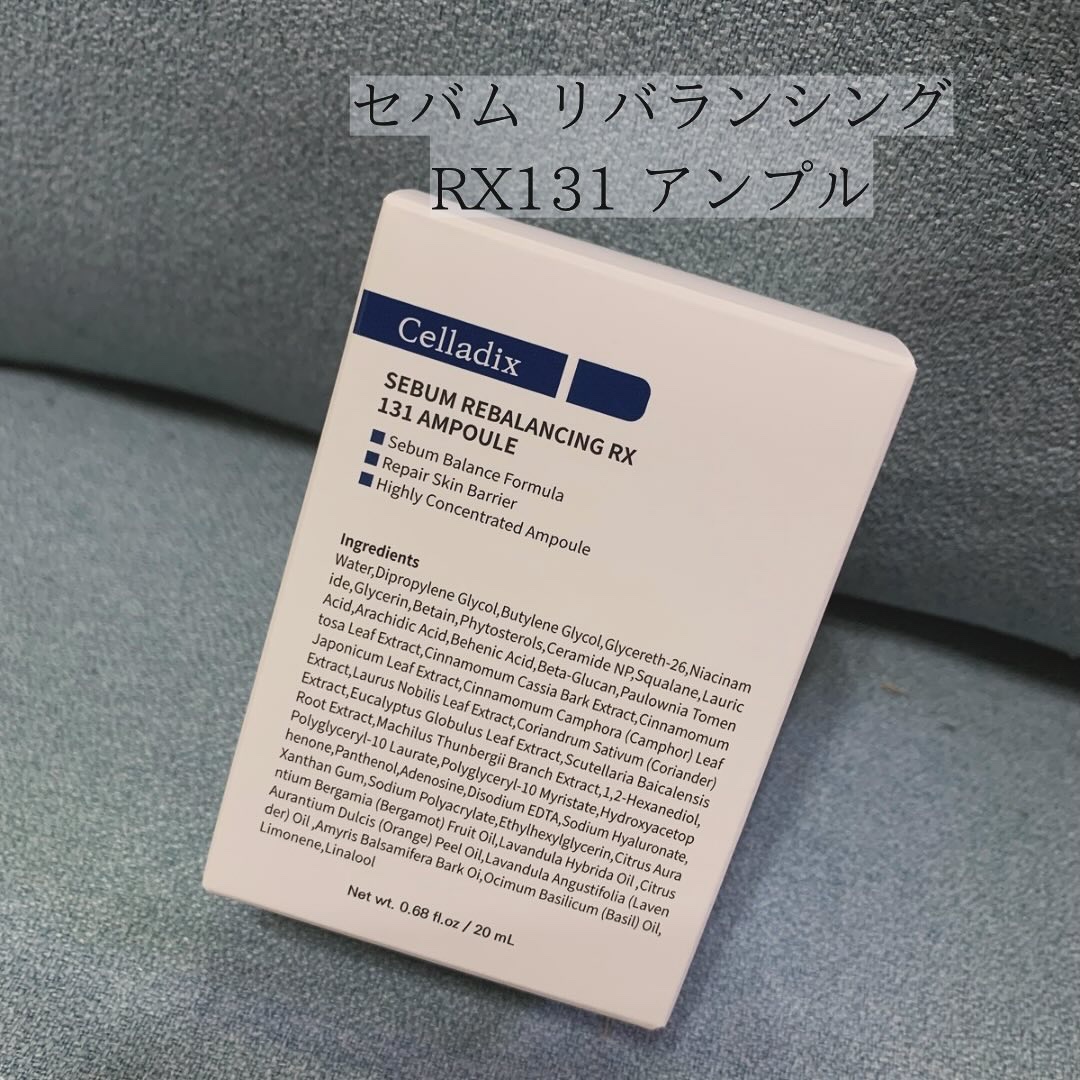 セバム リバランシング
RX131 アンプル
Celladix
SEBUM REBALANCING RX
131 AMPOULE
Sebum Balance Formula
Repair Skin Barrier
Highly Concentrated Ampoule
Ingredients
Water,Dipropylene Glycol,Butylene Glycol,Glycereth-26,Niacinam
ide,Glycerin,Betain,Phytosterols,Ceramide NP,Squalane,Lauric
Acid,Arachidic Acid,Behenic Acid,Beta-Glucan,Paulownia Tomen
tosa Leaf Extract,Cinnamomum Cassia Bark Extract,Cinnamomum
Japonicum Leaf Extract,Cinnamomum Camphora (Camphor) Leaf
Extract,Laurus Nobilis Leaf Extract,Coriandrum Sativum (Coriander)
Extract,Eucalyptus Globulus Leaf Extract,Scutellaria Baicalensis
Root Extract,Machilus Thunbergii Branch Extract,1,2-Hexanediol,
Polyglyceryl-10 Laurate,Polyglyceryl-10 Myristate,Hydroxyacetop
henone,Panthenol,Adenosine,Disodium EDTA,Sodium Hyaluronate,
Xanthan Gum,Sodium Polyacrylate,Ethylhexylglycerin,Citrus Aura
ntium Bergamia (Bergamot) Fruit Oil,Lavandula Hybrida Oil ,Citrus
Aurantium Dulcis (Orange) Peel Oil,Lavandula Angustifolia (Laven
der) Oil ,Amyris Balsamifera Bark Oi,Ocimum Basilicum (Basil) Oil,
Limonene,Linalool
Net wt. 0.68 fl.oz / 20 mL